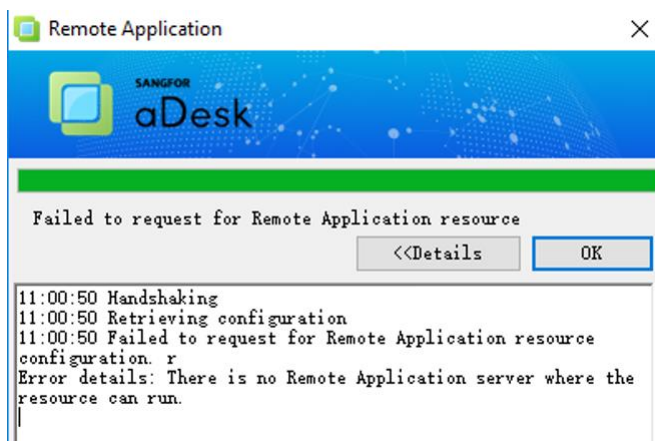 Remote Application
SANGFOR
aDesk
Failed to request for Remote Application resource
<<Details
OK
11:00:50 Handshaking
11:00:50 Retrieving configuration
11:00:50 Failed to request for Remote Application resource
configuration. r
Error details: There is no Remote Application server where the
resource can run.